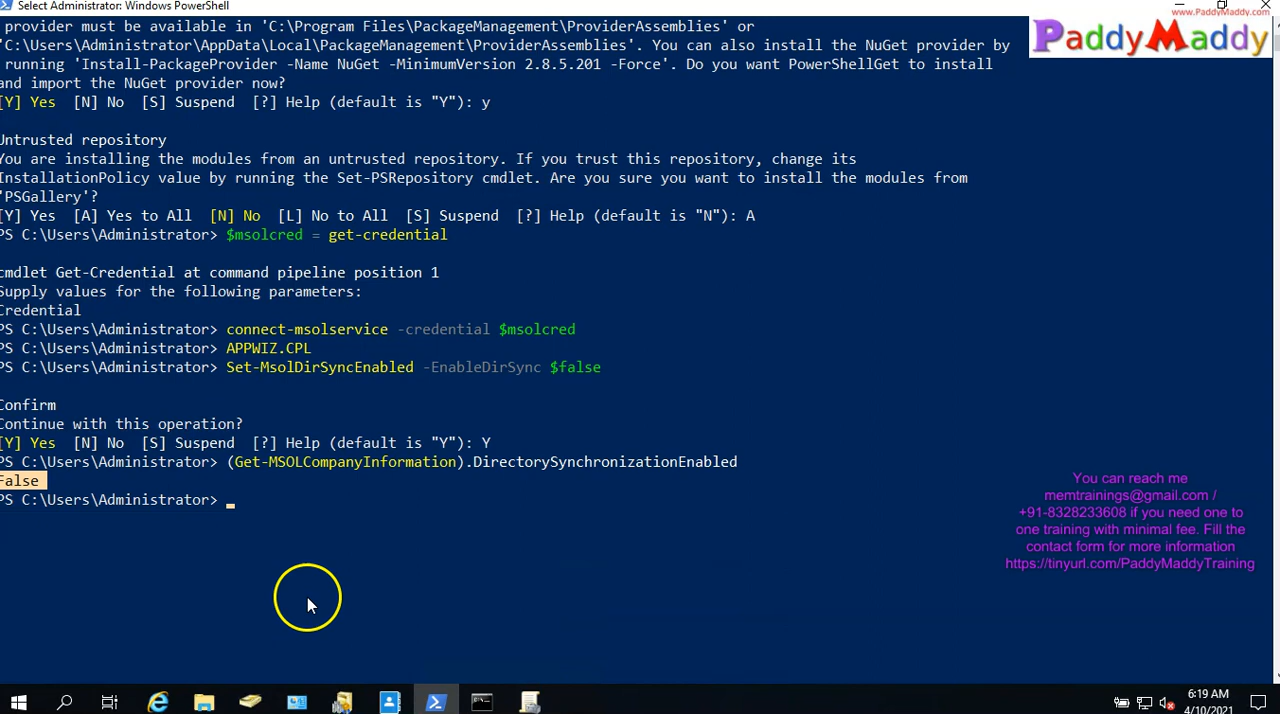 Select Administrator: Windows PowerShell
www.PaddyMaddy.com
PaddyMaddy
provider must be available in 'C:\Program Files\PackageManagement\ProviderAssemblies' or
'C:\Users\Administrator\AppData\Local\PackageManagement\ProviderAssemblies'. You can also install the NuGet provider by
running 'Install-PackageProvider -Name NuGet -MinimumVersion 2.8.5.201 -Force'. Do you want PowerShellGet to install
and import the NuGet provider now?
[Y] Yes [N] No [S] Suspend [?] Help (default is "Y"): y
Untrusted repository
You are installing the modules from an untrusted repository. If you trust this repository, change its
InstallationPolicy value by running the Set-PSRepository cmdlet. Are you sure you want to install the modules from
'PSGallery'?
[Y] Yes [A] Yes to All [N] No [L] No to All [S] Suspend [?] Help (default is "N"): A
PS C:\Users\Administrator> $msolcred = get-credential
cmdlet Get-Credential at command pipeline position 1
Supply values for the following parameters:
Credential
PS C:\Users\Administrator> connect-msolservice -credential $msolcred
PS C:\Users\Administrator> APPWIZ.CPL
PS C:\Users\Administrator> Set-MsolDirSyncEnabled -EnableDirSync $false
Confirm
Continue with this operation?
[Y] Yes [N] No [S] Suspend [?] Help (default is "Y"): Y
PS C:\Users\Administrator> (Get-MSOLCompanyInformation).DirectorySynchronizationEnabled
False
PS C:\Users\Administrator>
You can reach me
memtrainings@gmail.com /
+91-8328233608 if you need one to
one training with minimal fee. Fill the
contact form for more information
https://tinyurl.com/PaddyMaddyTraining
6:19 AM
4/10/2021